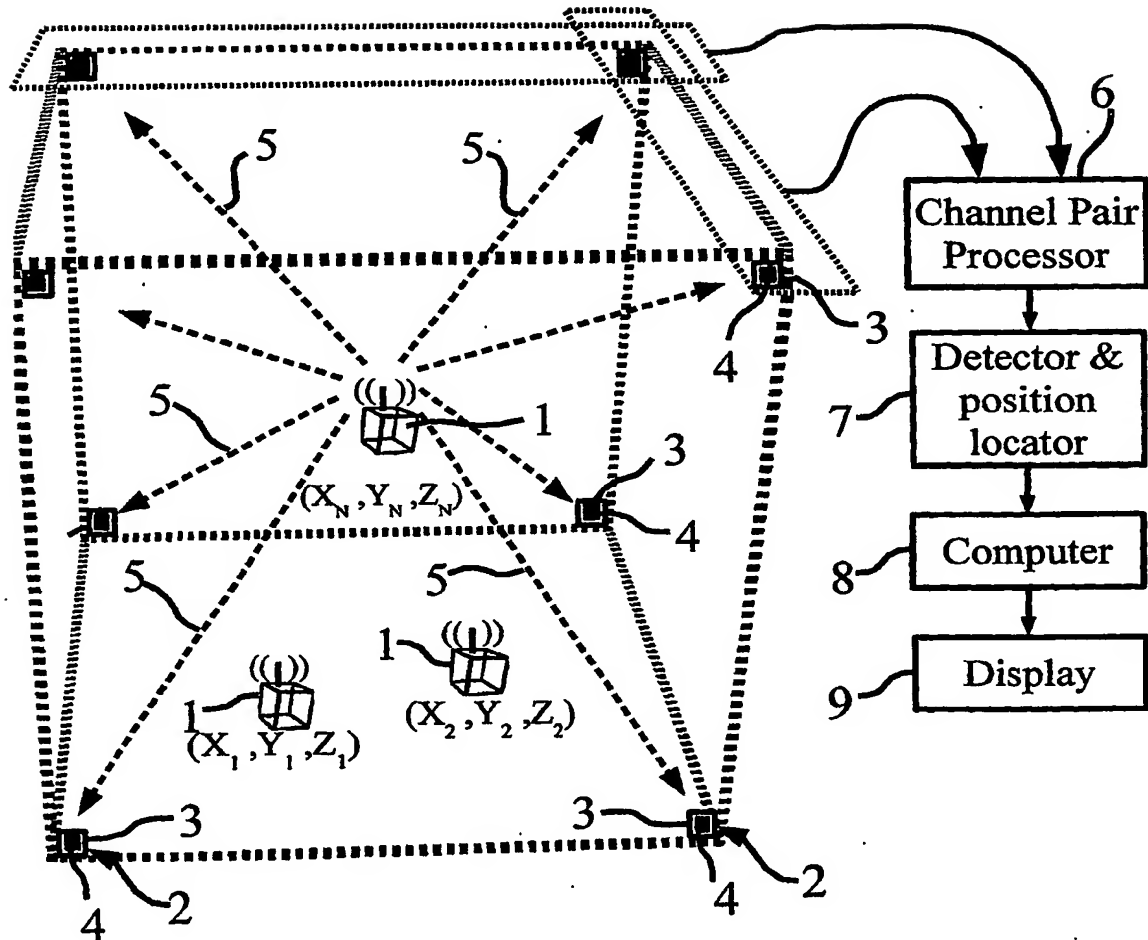 6
5
5
Channel Pair
Processor
4
3
Detector &
position
locator
7
5
1
3
(X_N, Y_N, Z_N)
4
Computer
8
5
5
1
Display
9
1
(X_2, Y_2, Z_2)
(X_1, Y_1, Z_1)
3
3
4
2
4
2